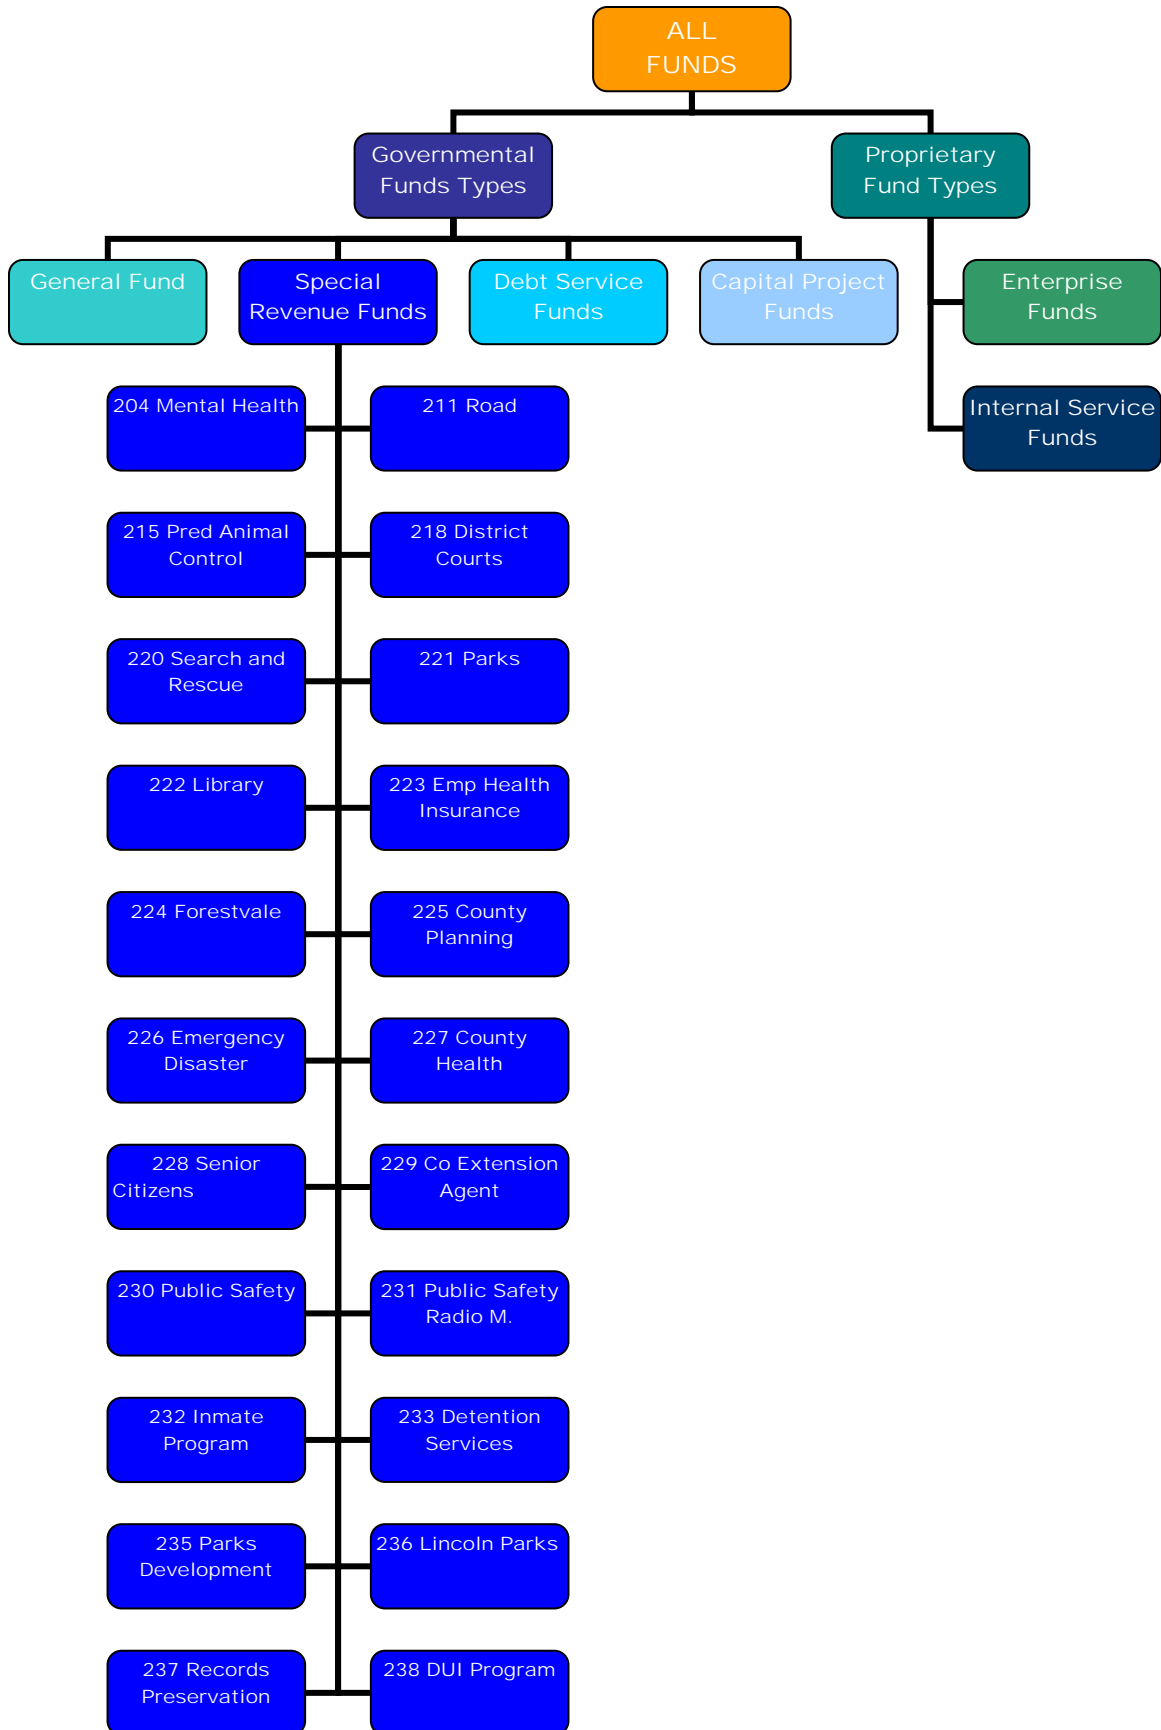 ALL
FUNDS
Governmental
Funds Types
Proprietary
Fund Types
General Fund
Special
Revenue Funds
Debt Service
Funds
Capital Project
Funds
Enterprise
Funds
Internal Service
Funds
204 Mental Health
211 Road
215 Pred Animal
Control
218 District
Courts
220 Search and
Rescue
221 Parks
222 Library
223 Emp Health
Insurance
224 Forestvale
225 County
Planning
226 Emergency
Disaster
227 County
Health
228 Senior
Citizens
229 Co Extension
Agent
230 Public Safety
231 Public Safety
Radio M.
232 Inmate
Program
233 Detention
Services
235 Parks
Development
236 Lincoln Parks
237 Records
Preservation
238 DUI Program